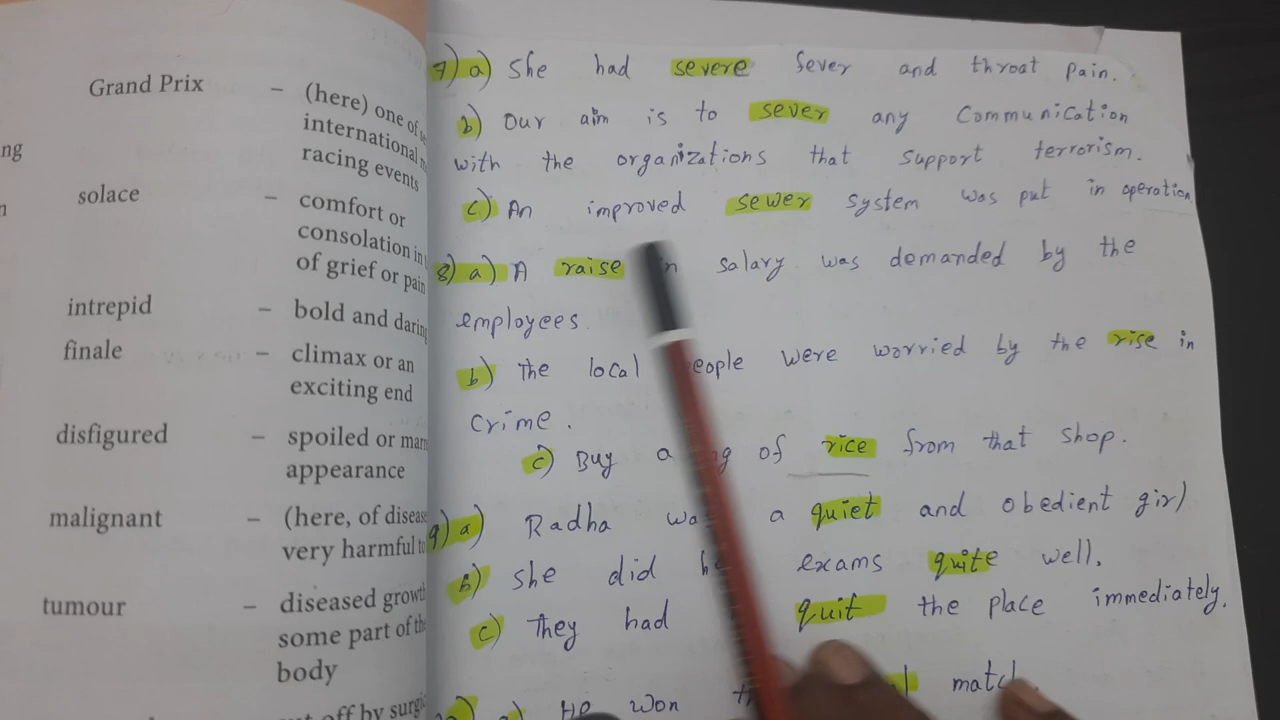 ng
n
Grand Prix – (here) one of
international
racing events
solace – comfort or
consolation in
of grief or pain
intrepid – bold and daring
finale – climax or an
exciting end
disfigured – spoiled or
appearance
malignant – (here, of disease
very harmful to
tumour – diseased growth
some part of the
body
off by surgi
7) a) She had severe fever and throat pain.
b) Our aim is to sever any Communication
with the organizations that support terrorism.
c) An improved sewer system was put in operation
8) a) A raise in salary was demanded by the
employees.
b) The local people were worried by the rise in
crime.
c) Buy a of rice from that shop.
9) a) Radha a quiet and obedient girl
b) she did exams quite well.
c) They had quit the place immediately.
a) He won match.